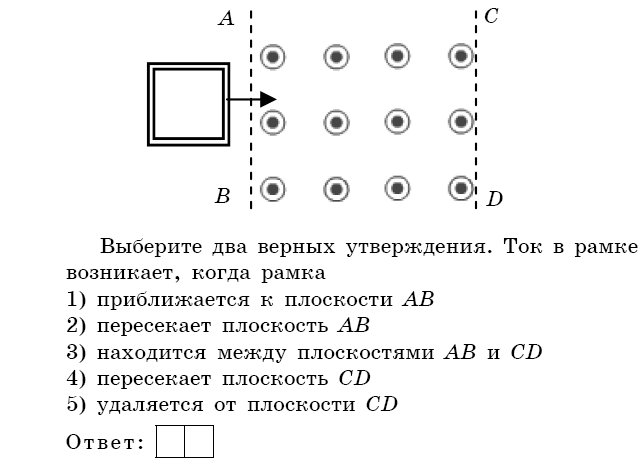 A
C
B
D
Выберите два верных утверждения. Ток в рамке
возникает, когда рамка
1) приближается к плоскости AB
2) пересекает плоскость AB
3) находится между плоскостями AB и CD
4) пересекает плоскость CD
5) удаляется от плоскости CD
Ответ: